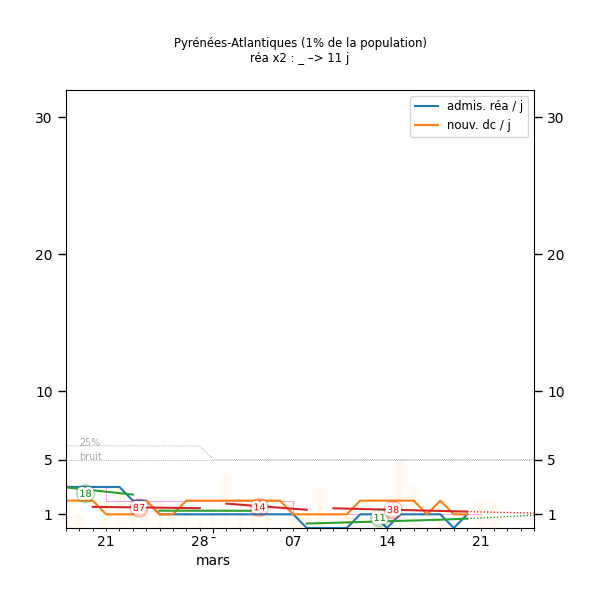 Pyrénées-Atlantiques (1% de la population)
réa x2 : _ –> 11 j
admis. réa / j
nouv. dc / j
30 30
20 20
10 10
25%
bruit
5 5
18
87
14
38
11
1 1
21 28 07 14 21
mars